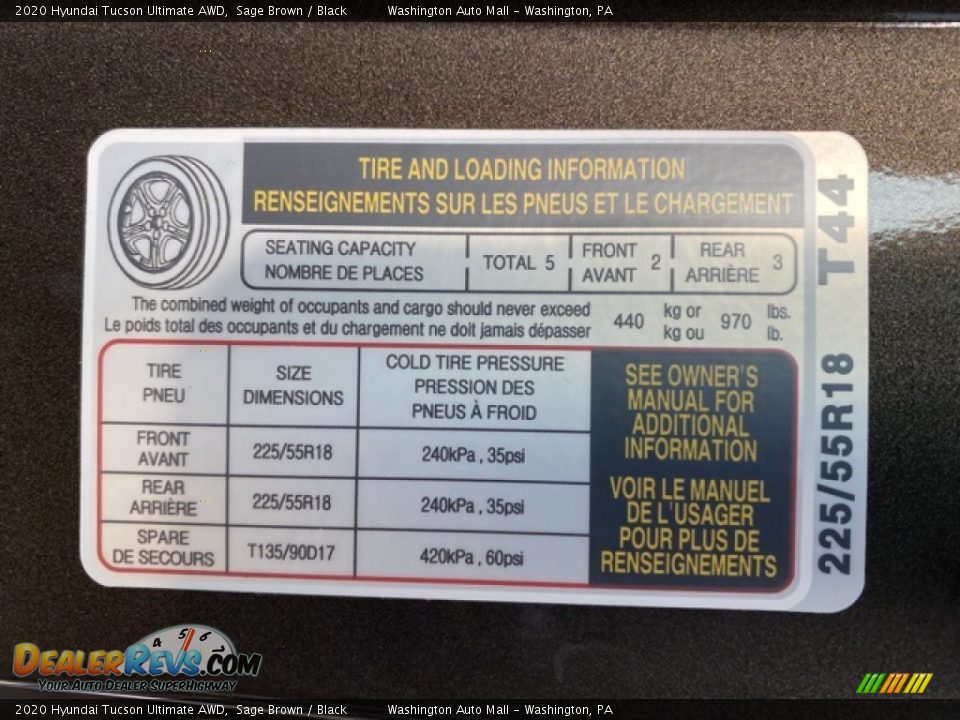 2020 Hyundai Tucson Ultimate AWD, Sage Brown / Black Washington Auto Mall - Washington, PA
TIRE AND LOADING INFORMATION
RENSEIGNEMENTS SUR LES PNEUS ET LE CHARGEMENT
SEATING CAPACITY
NOMBRE DE PLACES
TOTAL 5
FRONT
AVANT
2
REAR
ARRIÈRE
3
The combined weight of occupants and cargo should never exceed
Le poids total des occupants et du chargement ne doit jamais dépasser
440
kg or
kg ou
970
lbs.
lb.
TIRE
PNEU
SIZE
DIMENSIONS
COLD TIRE PRESSURE
PRESSION DES
PNEUS À FROID
FRONT
AVANT
225/55R18
240kPa , 35psi
REAR
ARRIÈRE
225/55R18
240kPa , 35psi
SPARE
DE SECOURS
T135/90D17
420kPa , 60psi
SEE OWNER'S
MANUAL FOR
ADDITIONAL
INFORMATION
VOIR LE MANUEL
DE L'USAGER
POUR PLUS DE
RENSEIGNEMENTS
225/55R18 T44
4 5 6
DEALERREVS.COM
YOUR AUTO DEALER SUPERHIGHWAY
2020 Hyundai Tucson Ultimate AWD, Sage Brown / Black Washington Auto Mall - Washington, PA